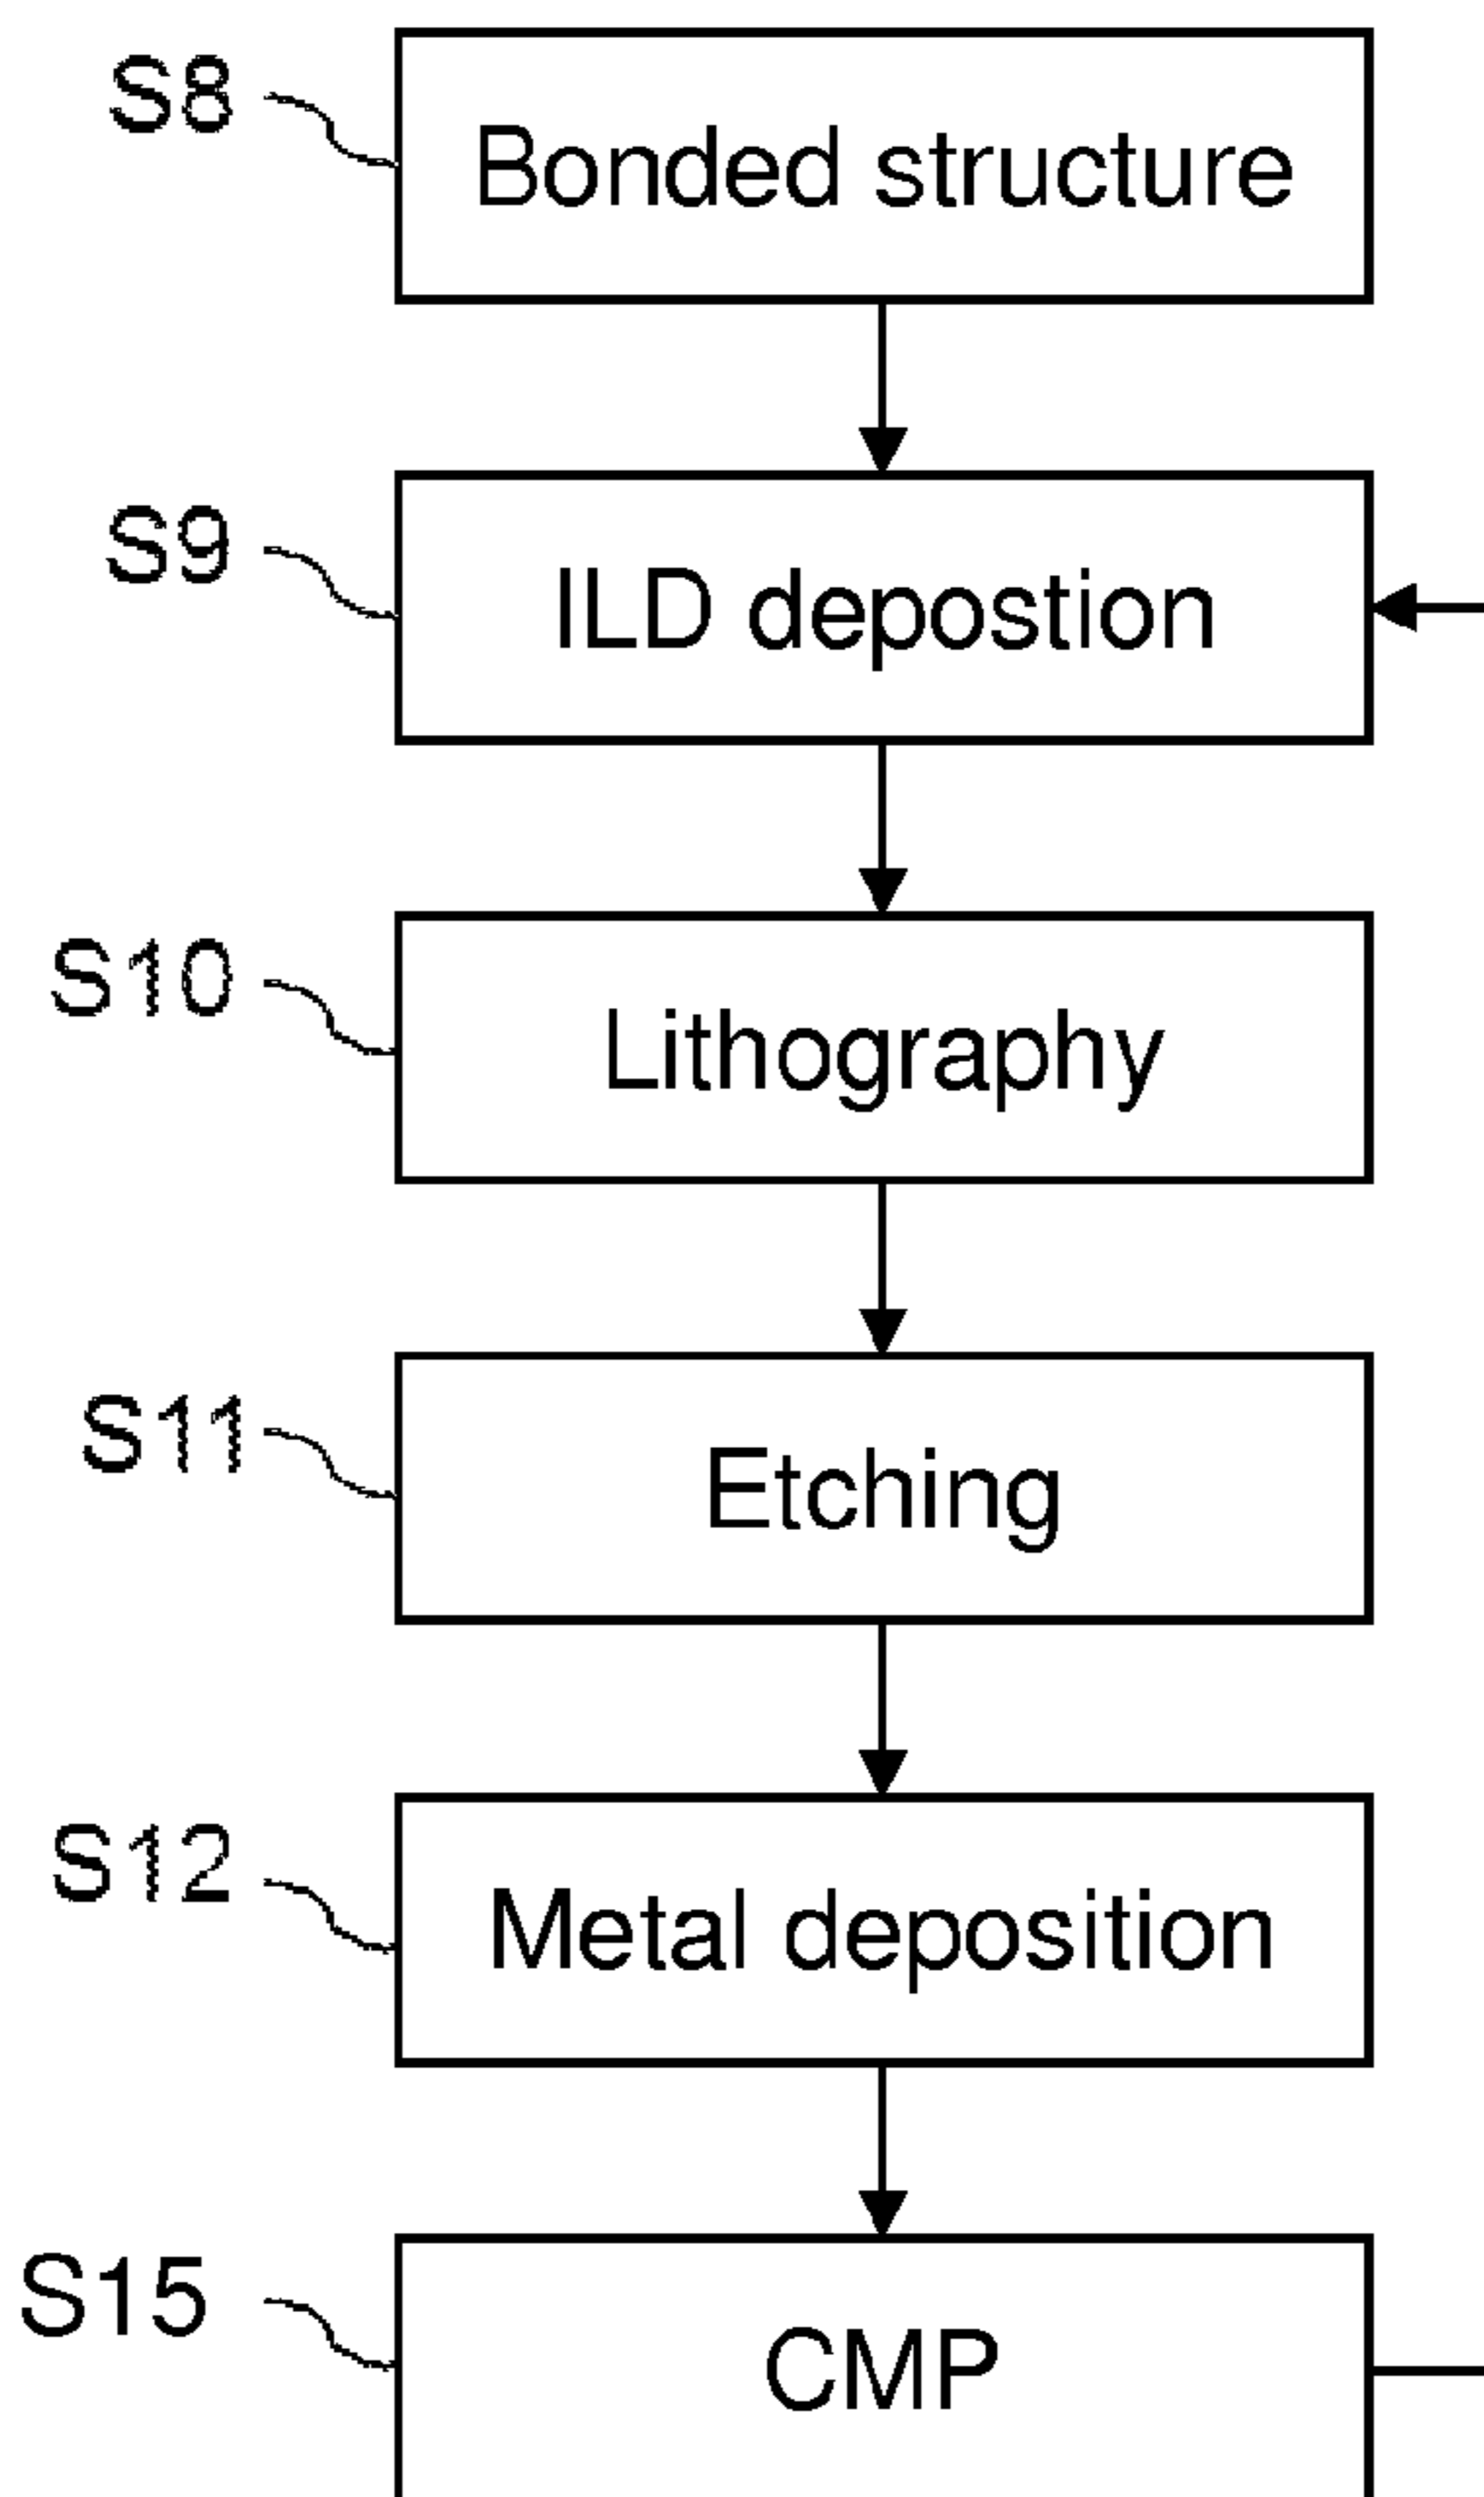 S8
Bonded structure
S9
ILD depostion
S10
Lithography
S11
Etching
S12
Metal deposition
S15
CMP